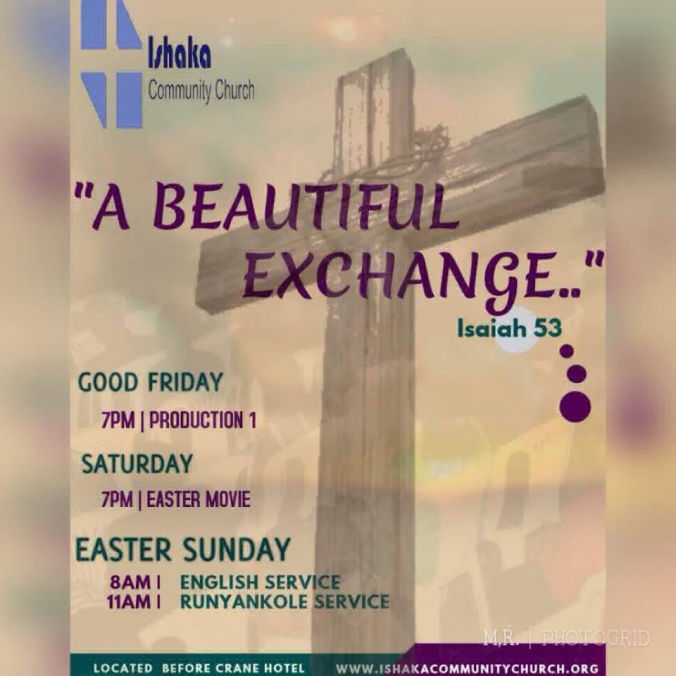 Ishaka
Community Church
"A BEAUTIFUL
EXCHANGE.."
Isaiah 53
GOOD FRIDAY
7PM | PRODUCTION 1
SATURDAY
7PM | EASTER MOVIE
EASTER SUNDAY
8AM | ENGLISH SERVICE
11AM | RUNYANKOLE SERVICE
M,R. | PHOTOGRID
LOCATED BEFORE CRANE HOTEL WWW.ISHAKACOMMUNITYCHURCH.ORG